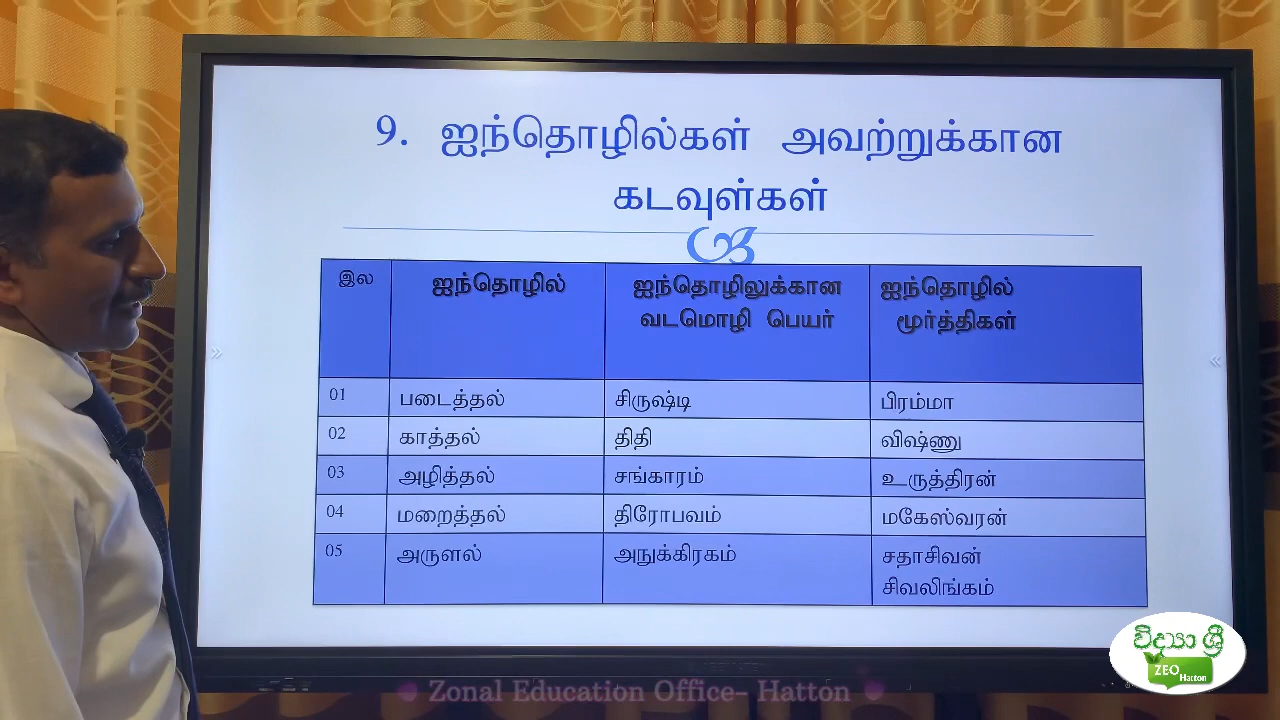 9. ஐந்தொழில்கள் அவற்றுக்கான
கடவுள்கள்
இல ஐந்தொழில் ஐந்தொழிலுக்கான வடமொழி பெயர் ஐந்தொழில் மூர்த்திகள்
01 படைத்தல் சிருஷ்டி பிரம்மா
02 காத்தல் திதி விஷ்ணு
03 அழித்தல் சங்காரம் உருத்திரன்
04 மறைத்தல் திரோபவம் மகேஸ்வரன்
05 அருளல் அநுக்கிரகம் சதாசிவன்
சிவலிங்கம்
විද්‍යා ශ්‍රී
ZEO
Hatton
Zonal Education Office- Hatton